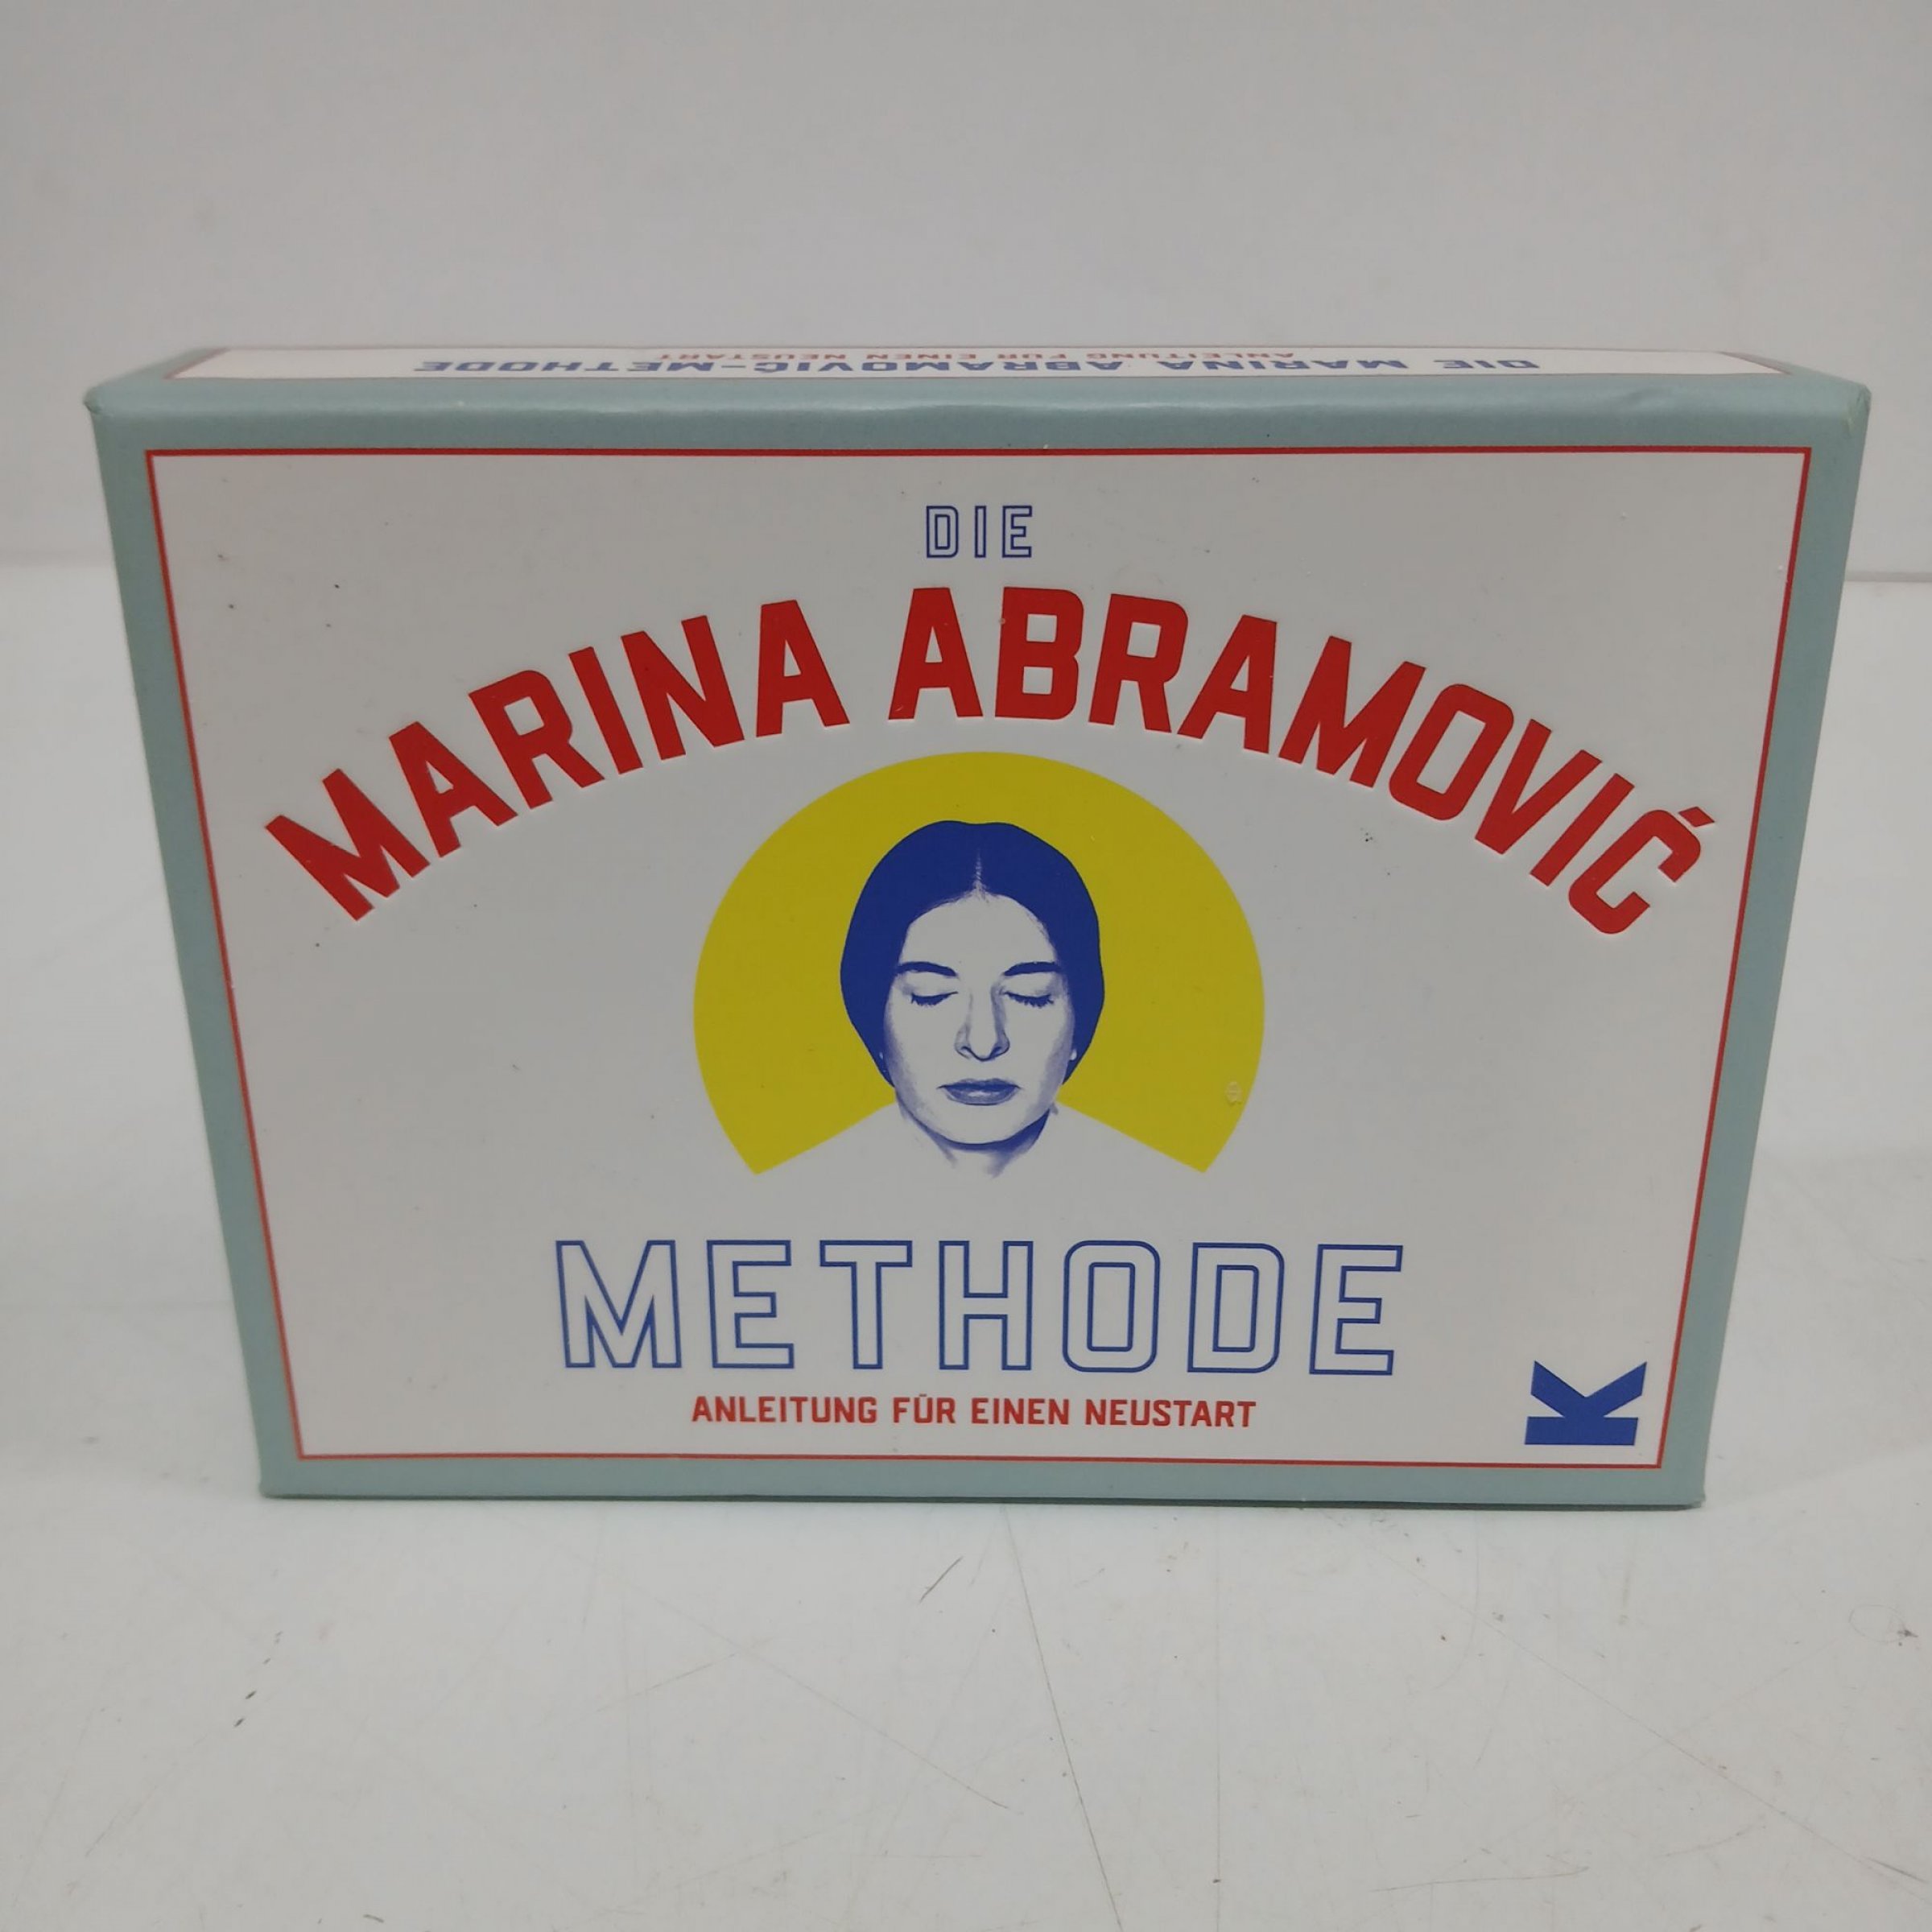 DIE MARINA ABRAMOVIĆ-METHODE
ANLEITUNG FÜR EINEN NEUSTART
DIE
MARINA ABRAMOVIĆ
METHODE
ANLEITUNG FÜR EINEN NEUSTART
K